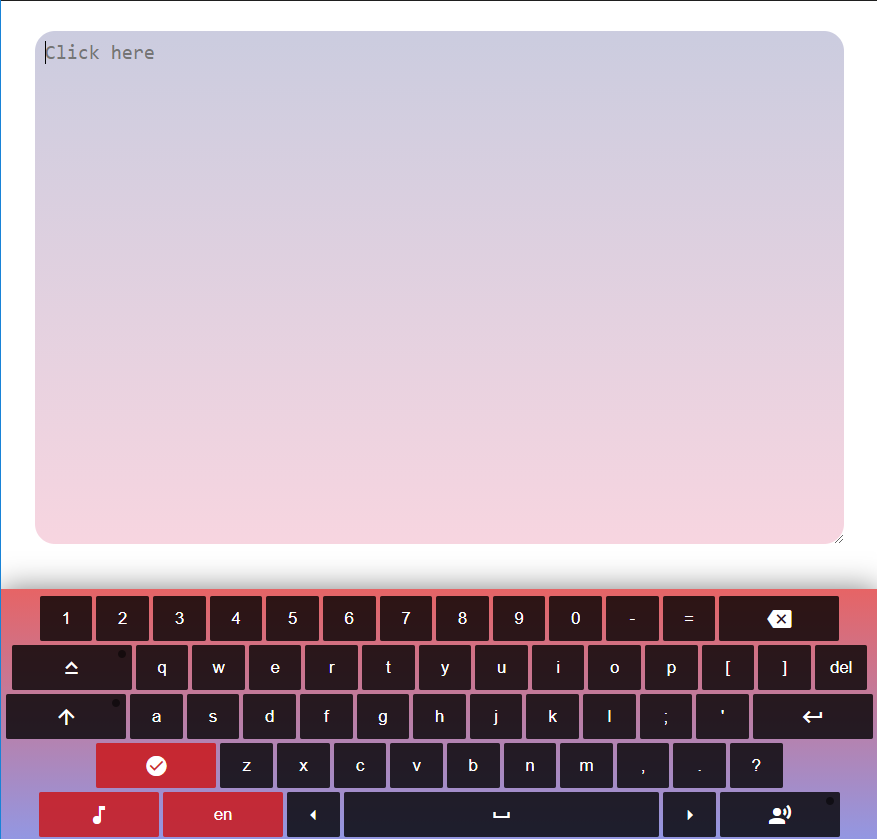 Click here
1 2 3 4 5 6 7 8 9 0 - =
q w e r t y u i o p [ ] del
a s d f g h j k l ; '
z x c v b n m , . ?
en